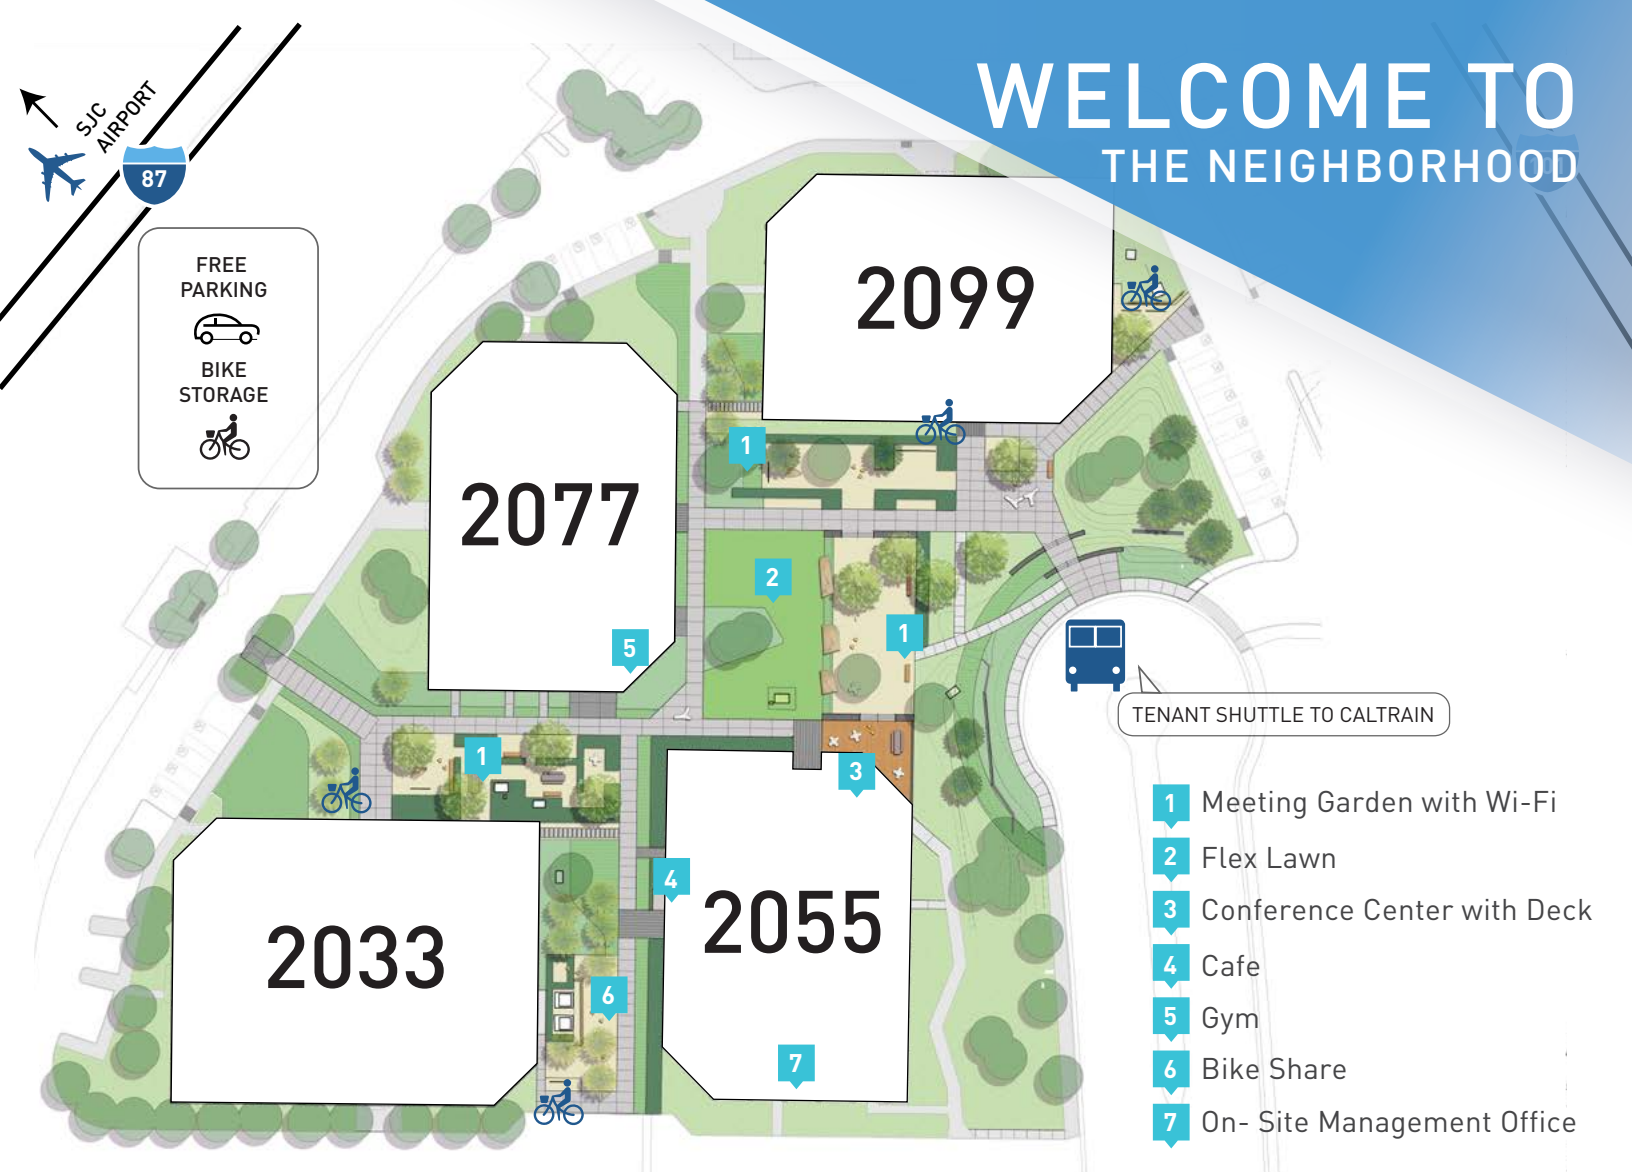 WELCOME TO
THE NEIGHBORHOOD
101
SJC
AIRPORT
87
FREE
PARKING
BIKE
STORAGE
2099
2077
1
2
1
5
TENANT SHUTTLE TO CALTRAIN
1
3
4
2055
2033
6
7
1 Meeting Garden with Wi-Fi
2 Flex Lawn
3 Conference Center with Deck
4 Cafe
5 Gym
6 Bike Share
7 On- Site Management Office